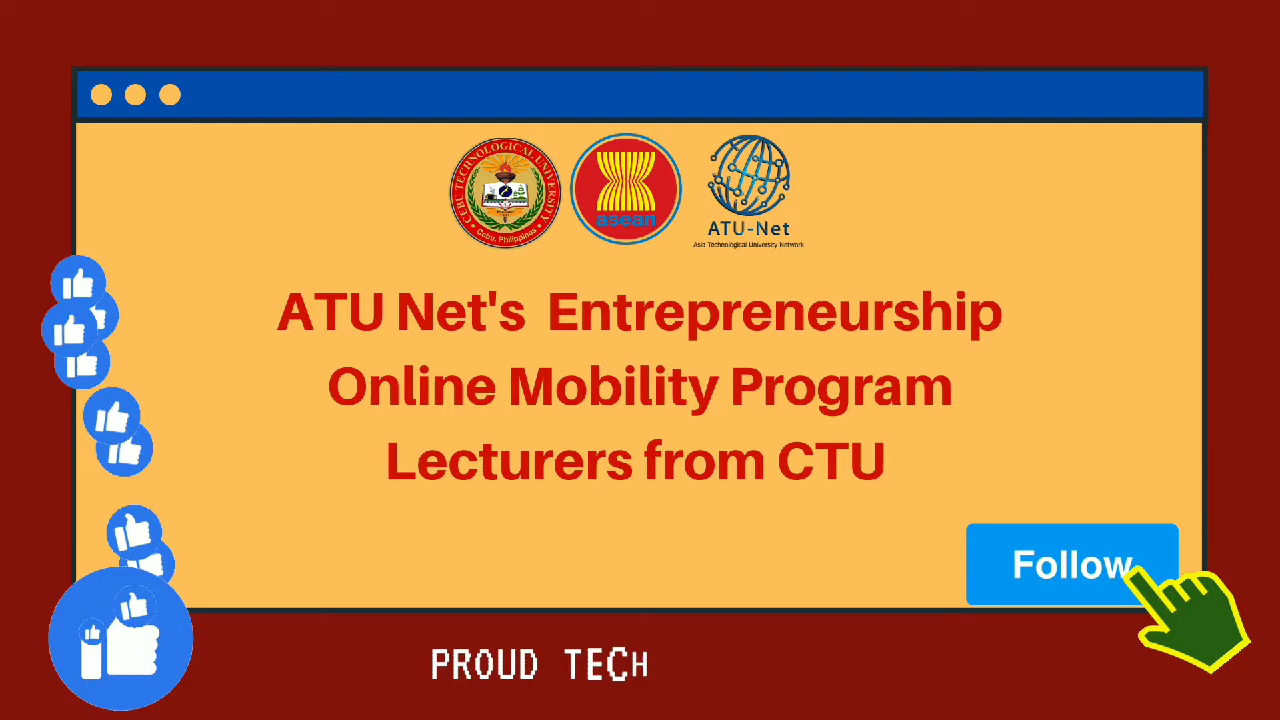 CEBU TECHNOLOGICAL UNIVERSITY
Cebu, Philippines
asean
ATU-Net
Asia Technological University Network
ATU Net's Entrepreneurship
Online Mobility Program
Lecturers from CTU
Follow
PROUD TECH